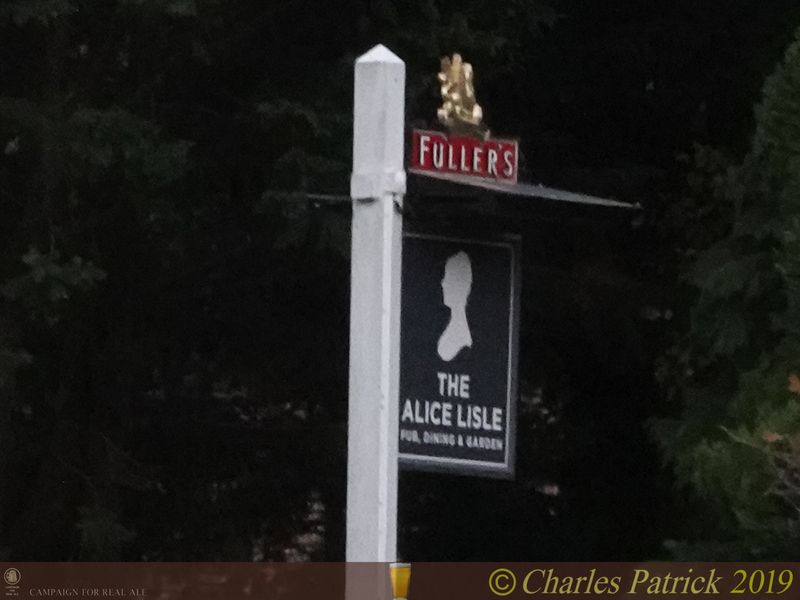 FULLER'S
THE
ALICE LISLE
PUB, DINING & GARDEN
CAMPAIGN FOR REAL ALE
© Charles Patrick 2019